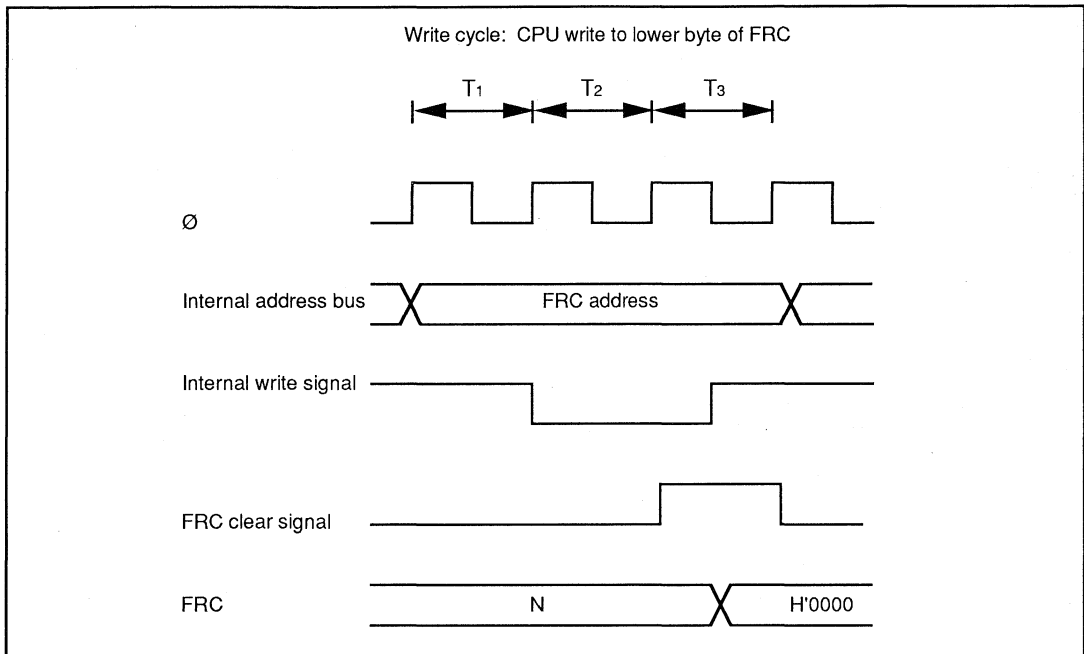 Write cycle: CPU write to lower byte of FRC
T1 T2 T3
Ø
Internal address bus FRC address
Internal write signal
FRC clear signal
FRC N H'0000